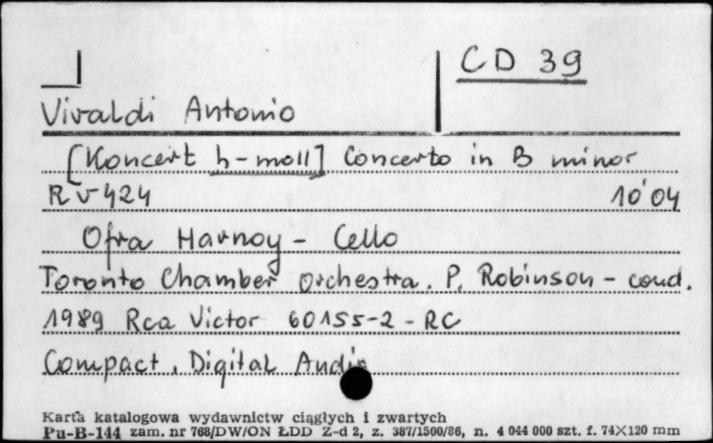 CD 39
Vivaldi Antonio
[Koncert h-moll] Concerto in B minor
RV 424 10'04
Ofra Harnoy - Cello
Toronto Chamber Orchestra. P. Robinson - cond.
1989 Rca Victor 60155-2-RC
Compact. Digital Audio
Karta katalogowa wydawnictw ciągłych i zwartych
Pu-B-144 zam. nr 768/DW/ON ŁDD Z-d 2, z. 387/1500/86, n. 4 044 000 szt. f. 74×120 mm